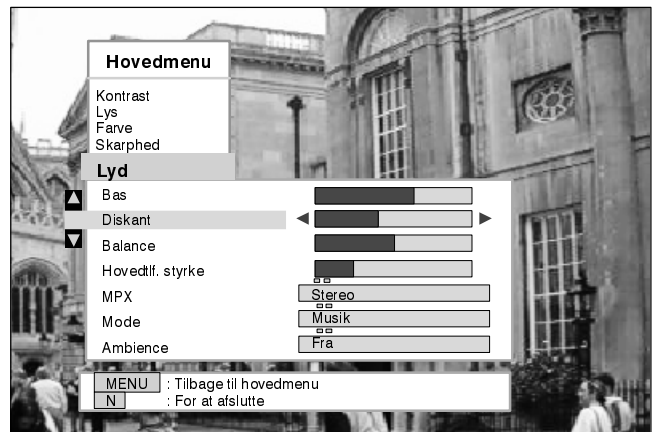 Hovedmenu
Kontrast
Lys
Farve
Skarphed
Lyd
Bas
Diskant
Balance
Hovedtlf. styrke
MPX Stereo
Mode Musik
Ambience Fra
MENU : Tilbage til hovedmenu
N : For at afslutte